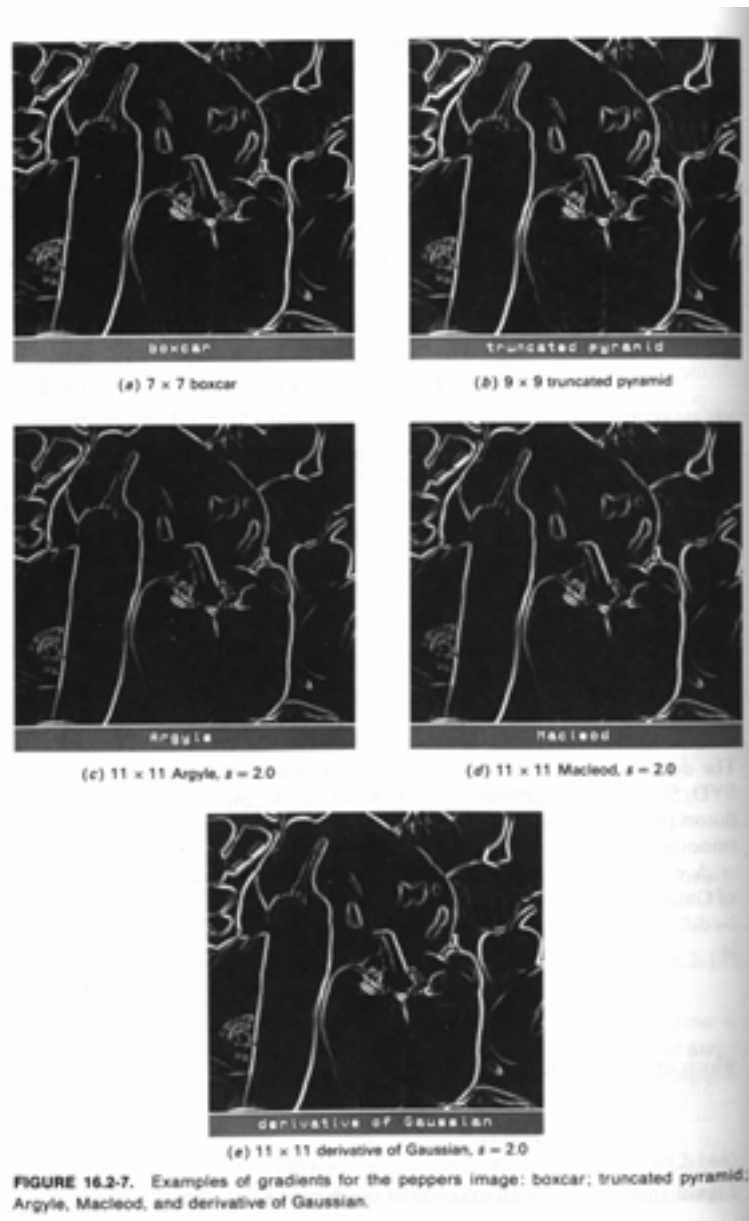 boxcar
truncated pyramid
(a) 7 × 7 boxcar
(b) 9 × 9 truncated pyramid
Argyle
Macleod
(c) 11 × 11 Argyle, s = 2.0
(d) 11 × 11 Macleod, s = 2.0
derivative of Gaussian
(e) 11 × 11 derivative of Gaussian, s = 2.0
FIGURE 16.2-7. Examples of gradients for the peppers image: boxcar; truncated pyramid;
Argyle, Macleod, and derivative of Gaussian.